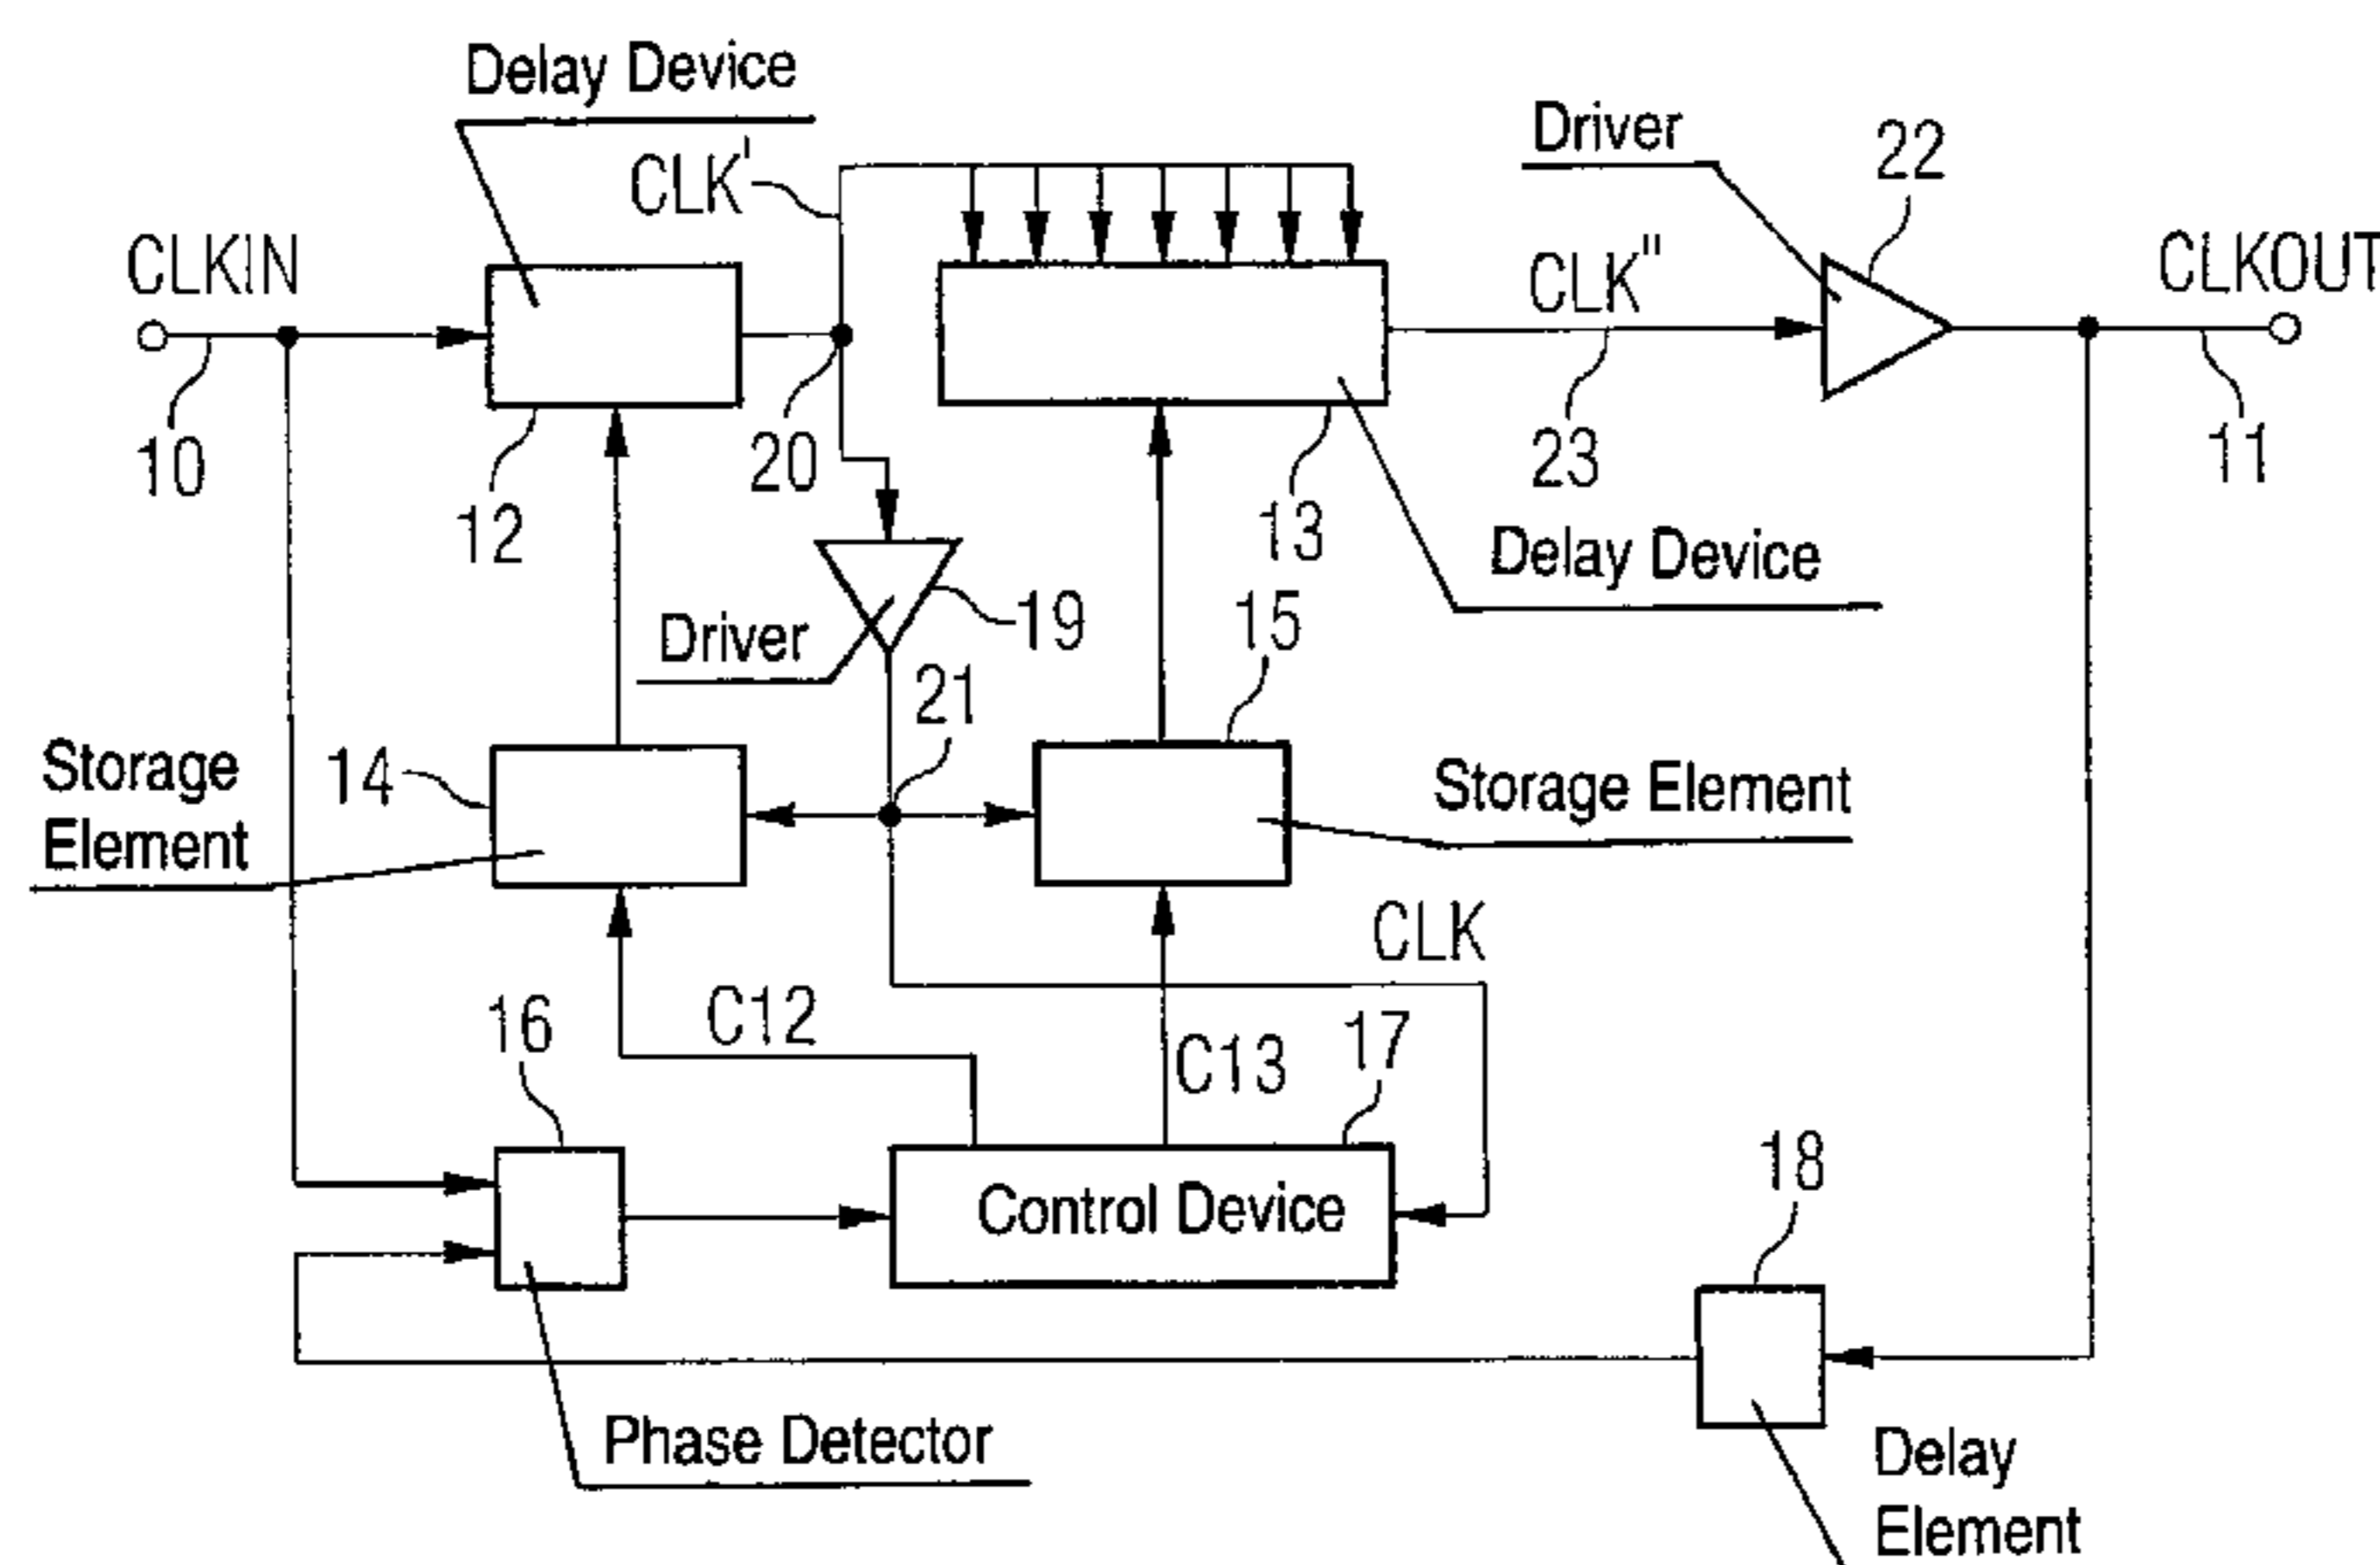 Delay Device
CLK'
Driver
22
CLKIN
CLK"
CLKOUT
10
12
20
13
23
11
Delay Device
19
15
Driver
21
Storage
Element
14
Storage Element
CLK
16
C12
C13
17
18
Control Device
Phase Detector
Delay
Element